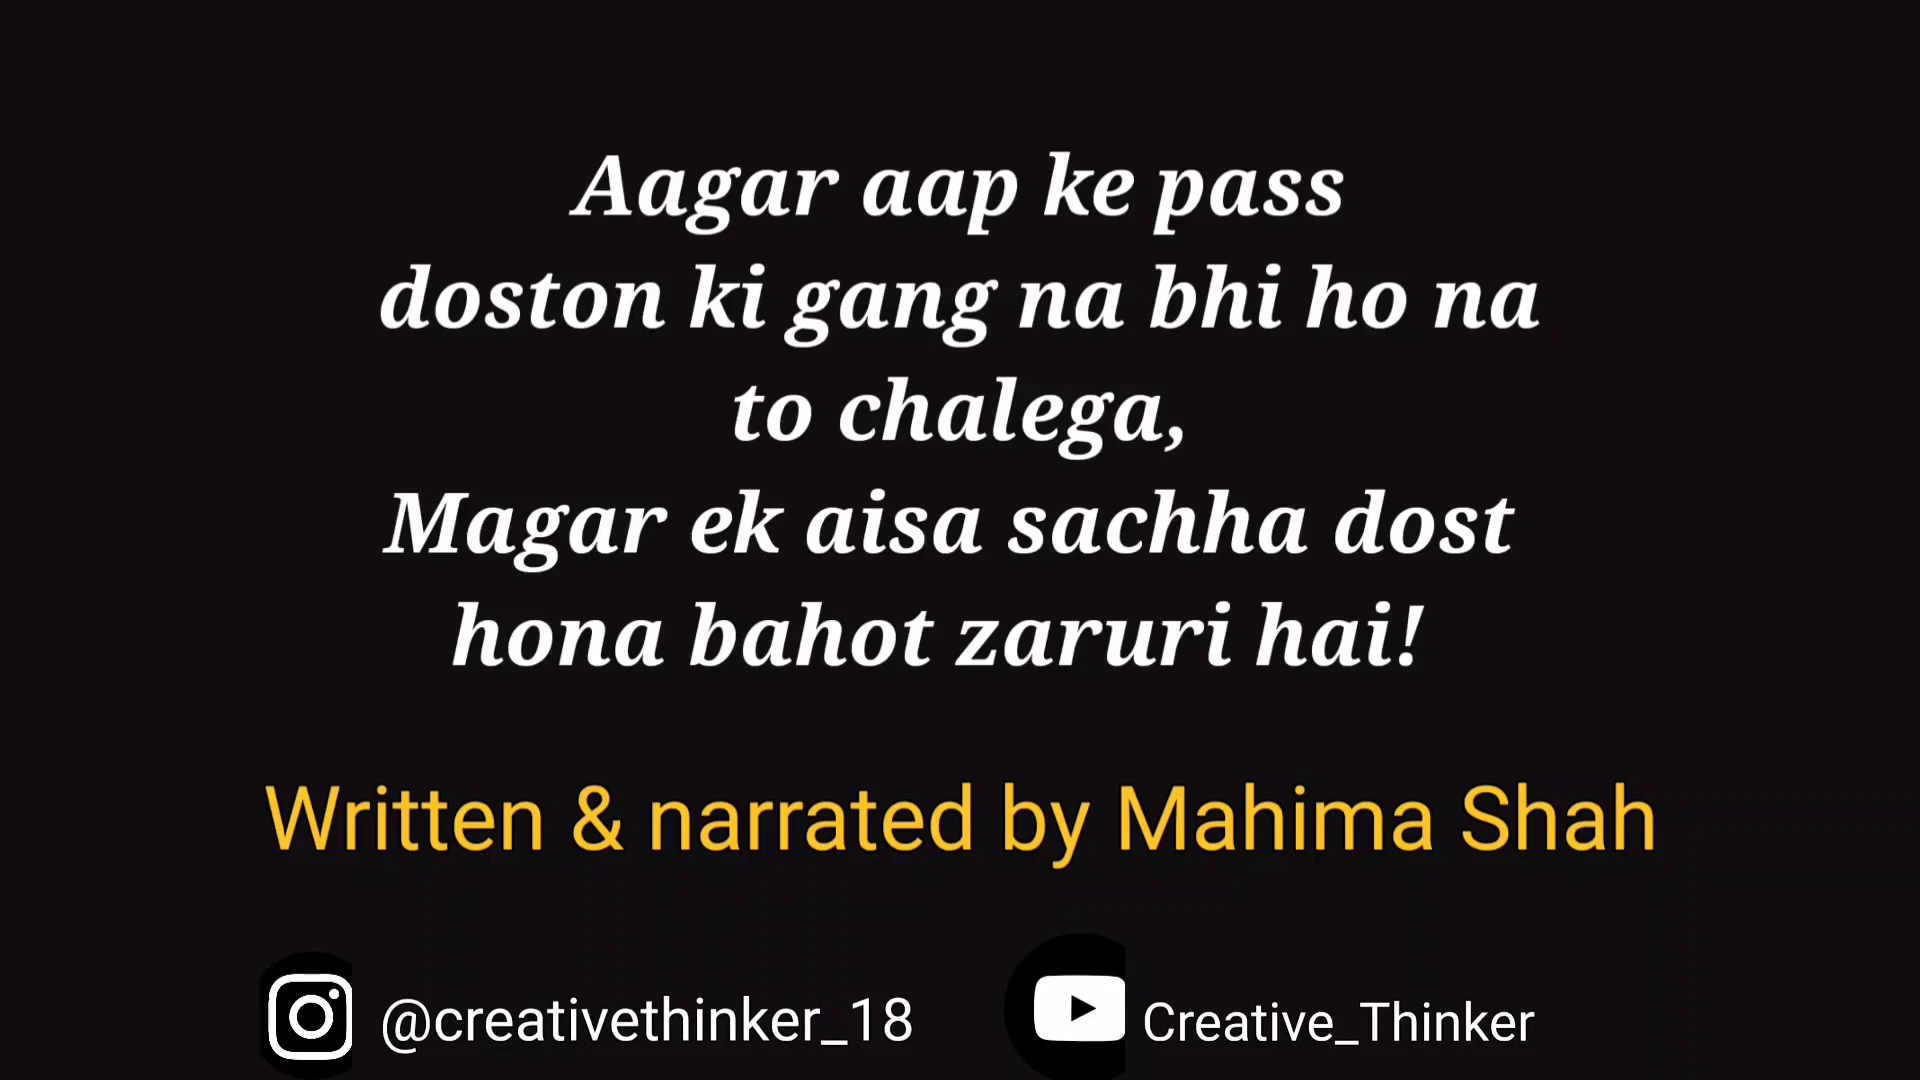 Aagar aap ke pass
doston ki gang na bhi ho na
to chalega,
Magar ek aisa sachha dost
hona bahot zaruri hai!
Written & narrated by Mahima Shah
@creativethinker_18
Creative_Thinker